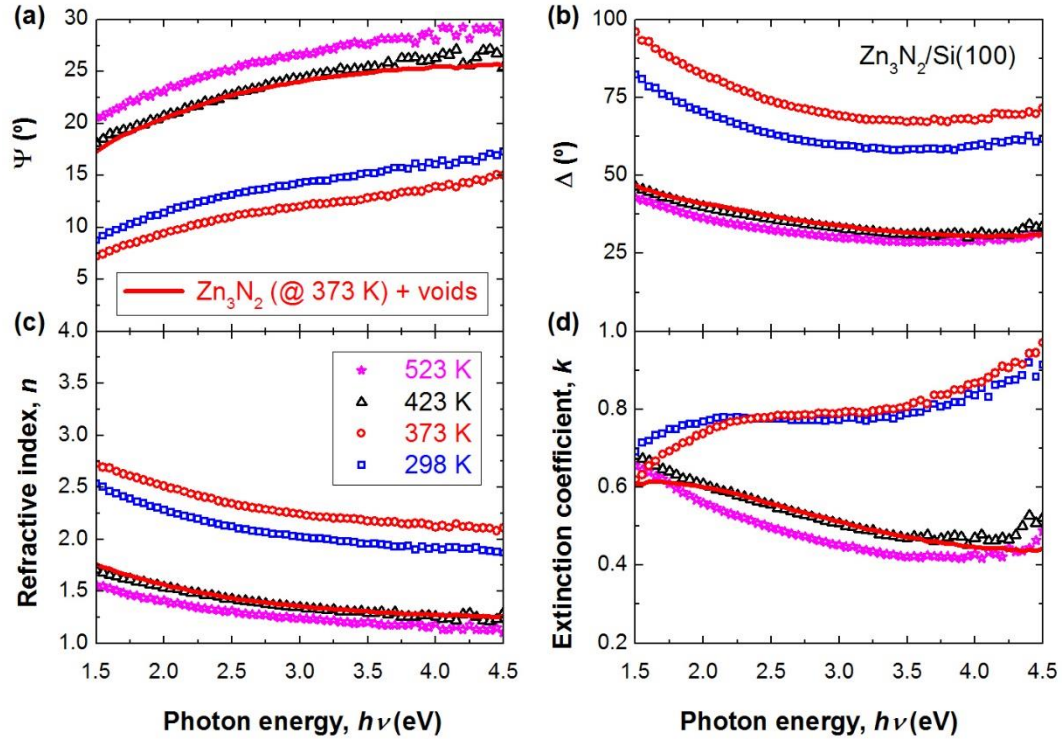 (a)
30
25
20
15
10
5
Ψ (º)
Zn₃N₂ (@ 373 K) + voids
(b)
100
75
50
25
Δ (º)
Zn₃N₂/Si(100)
(c)
4.0
3.5
3.0
2.5
2.0
1.5
1.0
Refractive index, n
523 K
423 K
373 K
298 K
1.5 2.0 2.5 3.0 3.5 4.0 4.5
Photon energy, hν (eV)
(d)
1.0
0.8
0.6
0.4
0.2
Extinction coefficient, k
1.5 2.0 2.5 3.0 3.5 4.0 4.5
Photon energy, hν (eV)